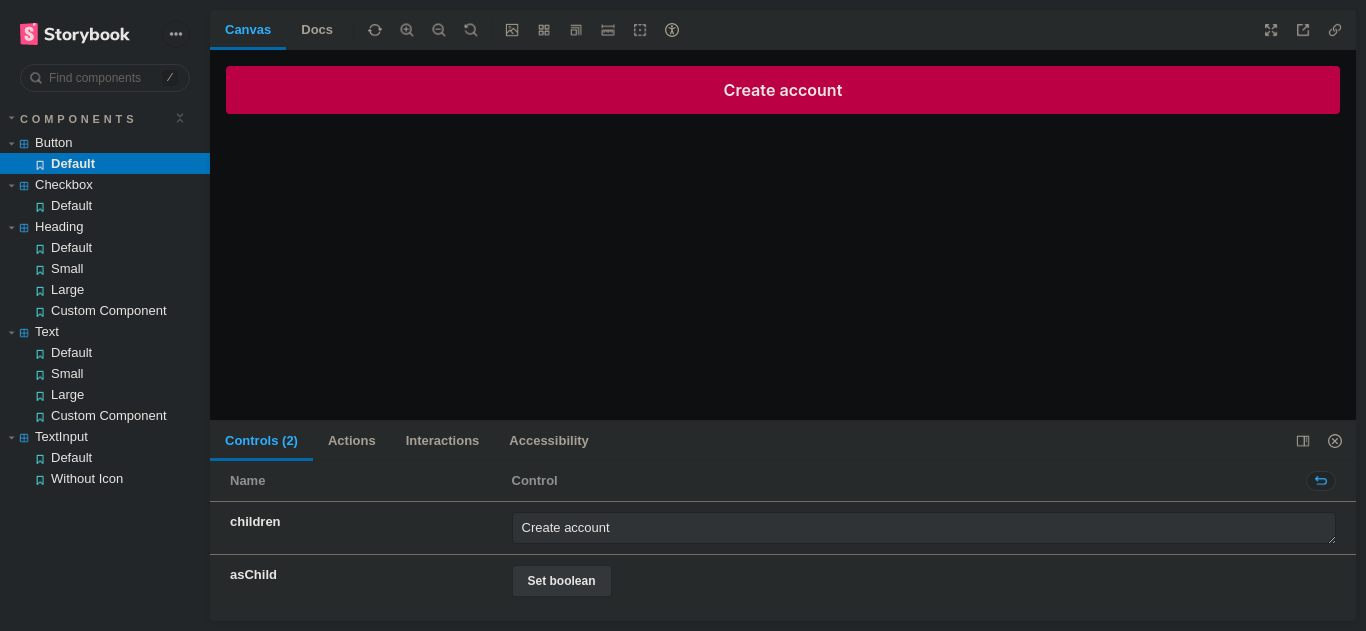 Storybook
Find components
/
COMPONENTS
Button
Default
Checkbox
Default
Heading
Default
Small
Large
Custom Component
Text
Default
Small
Large
Custom Component
TextInput
Default
Without Icon
Canvas Docs
Create account
Controls (2) Actions Interactions Accessibility
Name Control
children Create account
asChild Set boolean